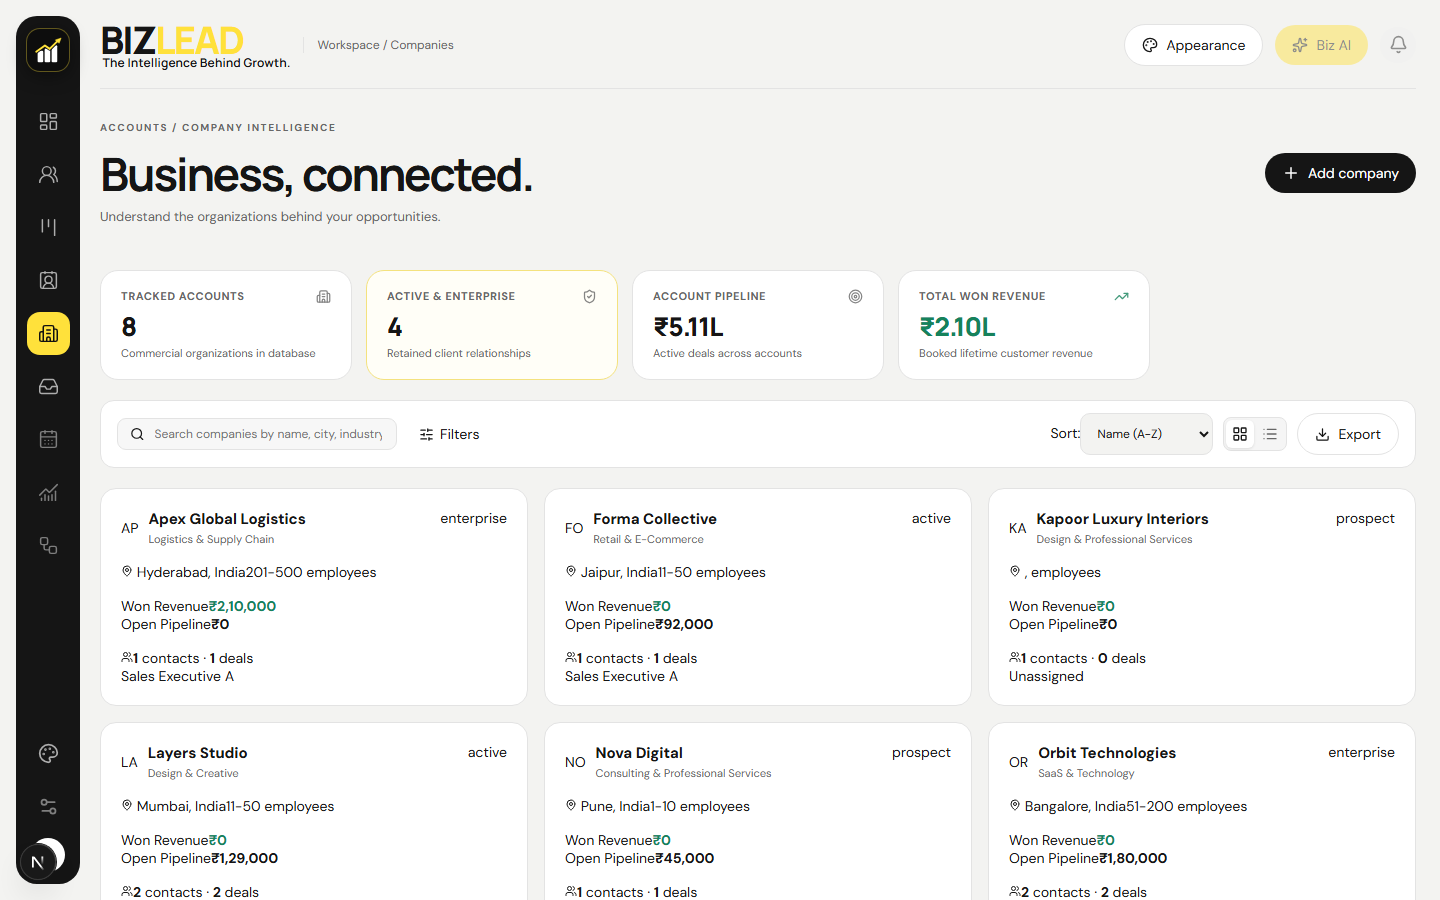 BIZLEAD
The Intelligence Behind Growth.
Workspace / Companies
Appearance
Biz AI
ACCOUNTS / COMPANY INTELLIGENCE
Business, connected.
Understand the organizations behind your opportunities.
Add company
TRACKED ACCOUNTS
8
Commercial organizations in database
ACTIVE & ENTERPRISE
4
Retained client relationships
ACCOUNT PIPELINE
₹5.11L
Active deals across accounts
TOTAL WON REVENUE
₹2.10L
Booked lifetime customer revenue
Search companies by name, city, industry
Filters
Sort:
Name (A-Z)
Export
AP
Apex Global Logistics
enterprise
Logistics & Supply Chain
Hyderabad, India201-500 employees
Won Revenue₹2,10,000
Open Pipeline₹0
1 contacts · 1 deals
Sales Executive A
FO
Forma Collective
active
Retail & E-Commerce
Jaipur, India11-50 employees
Won Revenue₹0
Open Pipeline₹92,000
1 contacts · 1 deals
Sales Executive A
KA
Kapoor Luxury Interiors
prospect
Design & Professional Services
, employees
Won Revenue₹0
Open Pipeline₹0
1 contacts · 0 deals
Unassigned
LA
Layers Studio
active
Design & Creative
Mumbai, India11-50 employees
Won Revenue₹0
Open Pipeline₹1,29,000
2 contacts · 2 deals
NO
Nova Digital
prospect
Consulting & Professional Services
Pune, India1-10 employees
Won Revenue₹0
Open Pipeline₹45,000
1 contacts · 1 deals
OR
Orbit Technologies
enterprise
SaaS & Technology
Bangalore, India51-200 employees
Won Revenue₹0
Open Pipeline₹1,80,000
2 contacts · 2 deals
N